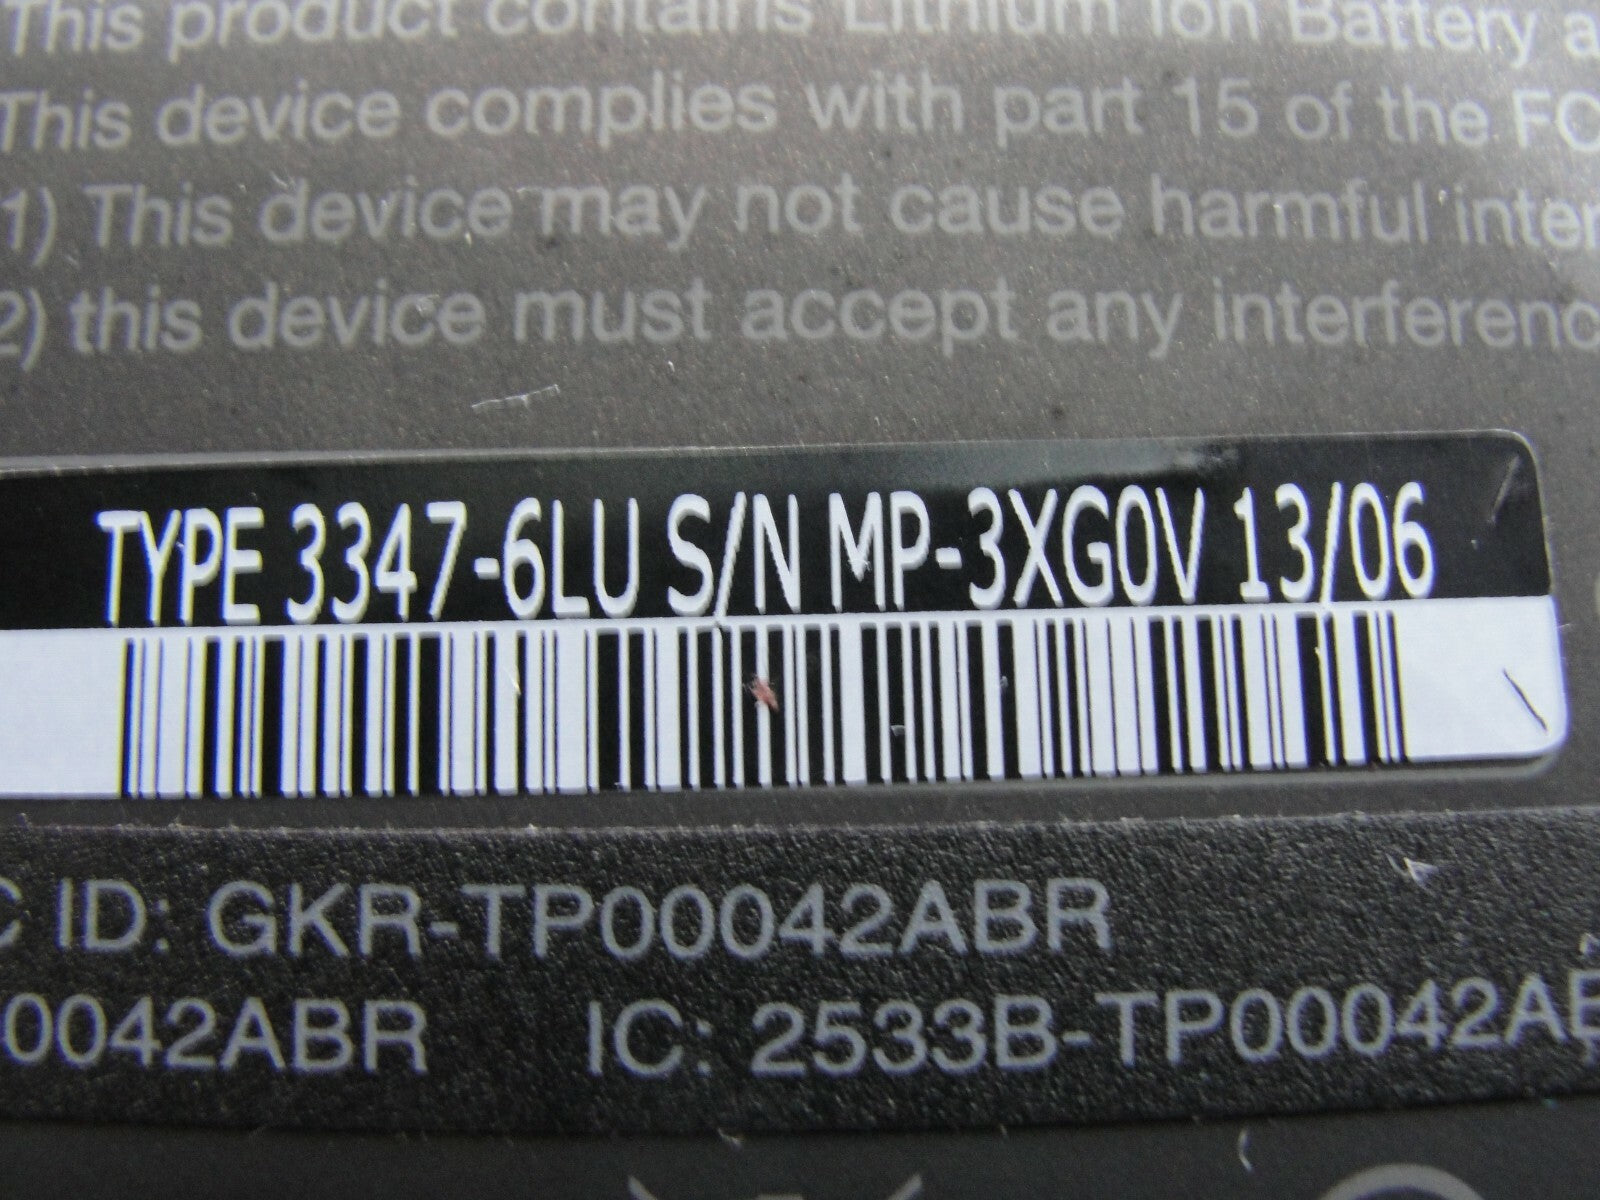 This product contains Lithium Ion Battery a
This device complies with part 15 of the FC
1) This device may not cause harmful inter
2) this device must accept any interferenc
TYPE 3347-6LU S/N MP-3XG0V 13/06
C ID: GKR-TP00042ABR
0042ABR IC: 2533B-TP00042AB